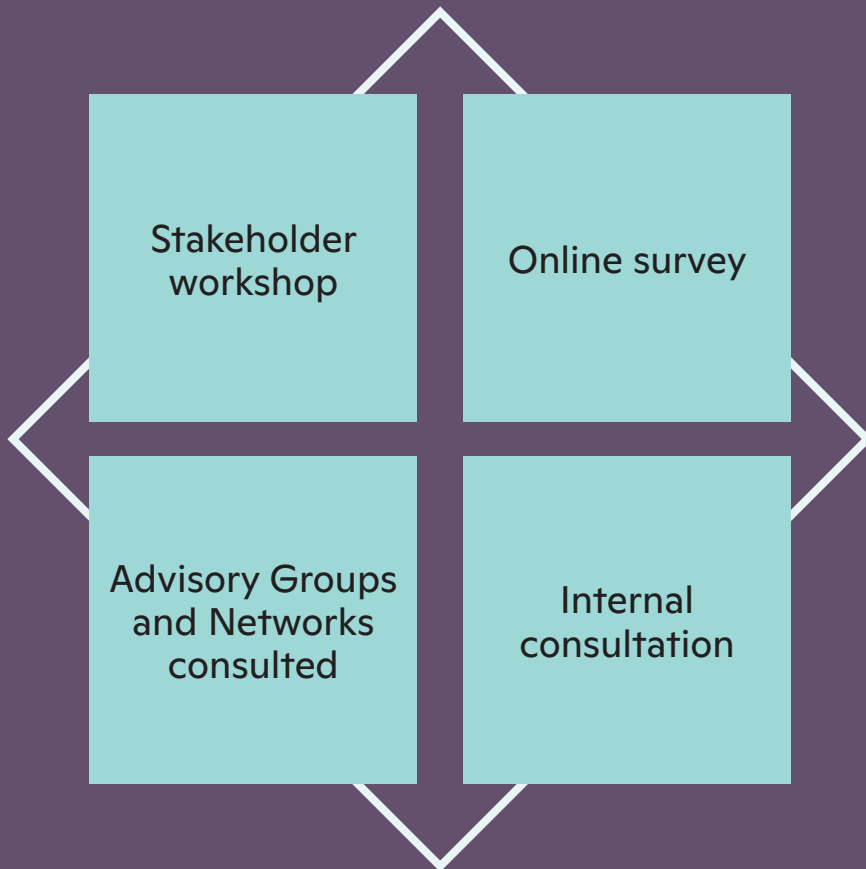 Stakeholder
workshop
Online survey
Advisory Groups
and Networks
consulted
Internal
consultation